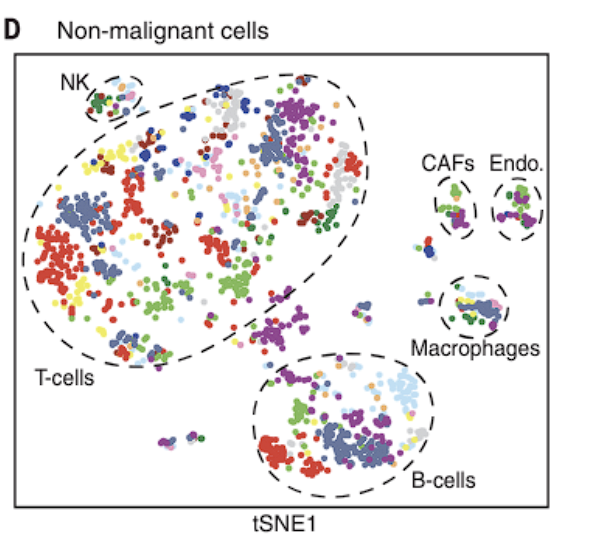 D Non-malignant cells
NK
CAFs Endo.
Macrophages
T-cells
B-cells
tSNE1